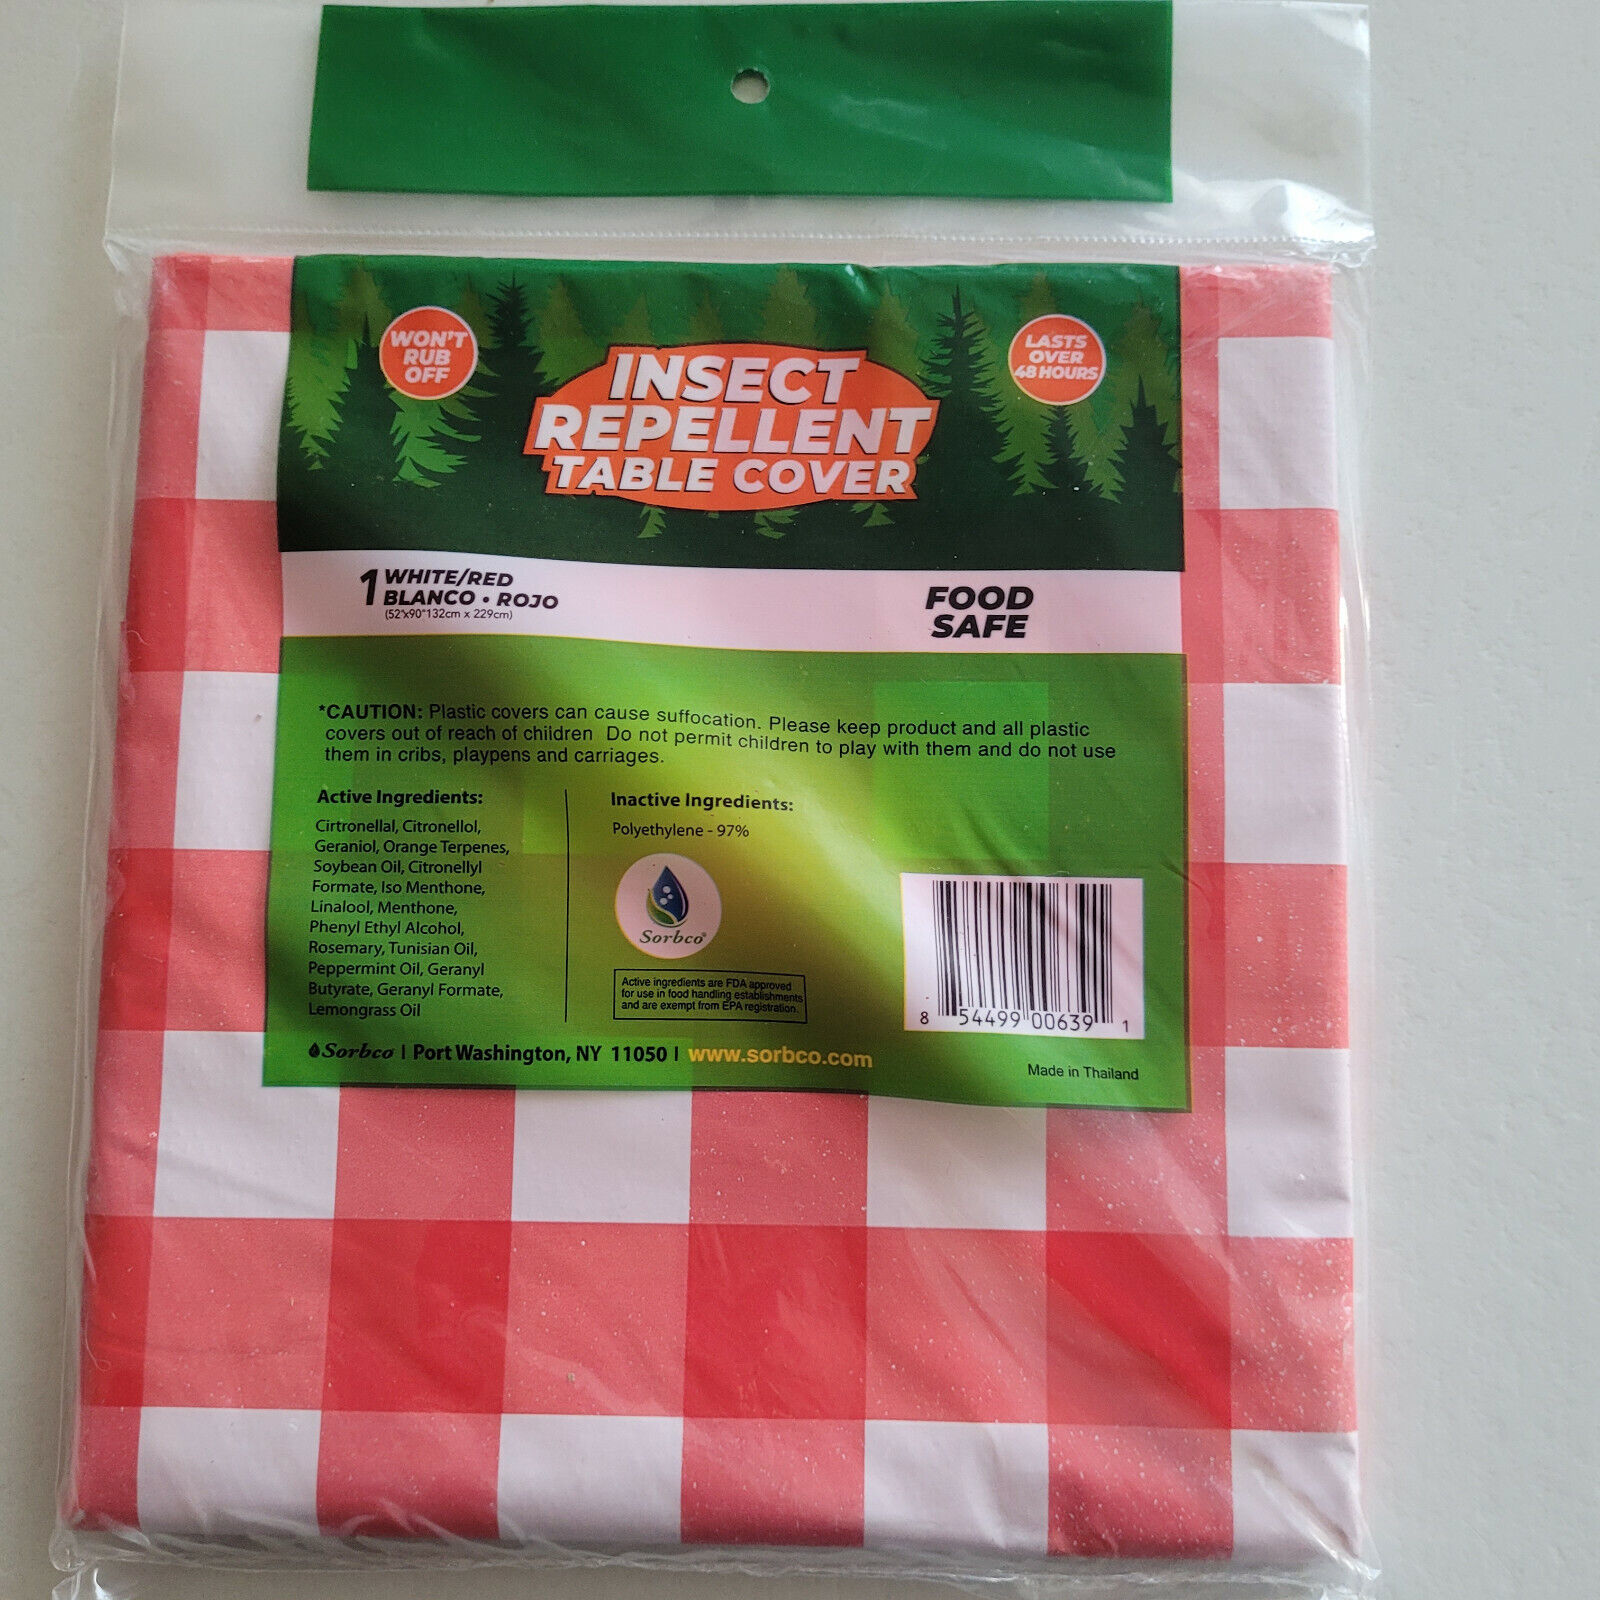 WON'T
RUB
OFF
INSECT
REPELLENT
TABLE COVER
LASTS
OVER
48 HOURS
1 WHITE/RED
BLANCO • ROJO
(52"x90"132cm x 229cm)
FOOD
SAFE
*CAUTION: Plastic covers can cause suffocation. Please keep product and all plastic
covers out of reach of children Do not permit children to play with them and do not use
them in cribs, playpens and carriages.
Active Ingredients:
Cirtronellal, Citronellol,
Geraniol, Orange Terpenes,
Soybean Oil, Citronellyl
Formate, Iso Menthone,
Linalool, Menthone,
Phenyl Ethyl Alcohol,
Rosemary, Tunisian Oil,
Peppermint Oil, Geranyl
Butyrate, Geranyl Formate,
Lemongrass Oil
Inactive Ingredients:
Polyethylene - 97%
Sorbco®
Active ingredients are FDA approved
for use in food handling establishments
and are exempt from EPA registration.
8 54499 00639 1
Sorbco | Port Washington, NY 11050 | www.sorbco.com
Made in Thailand